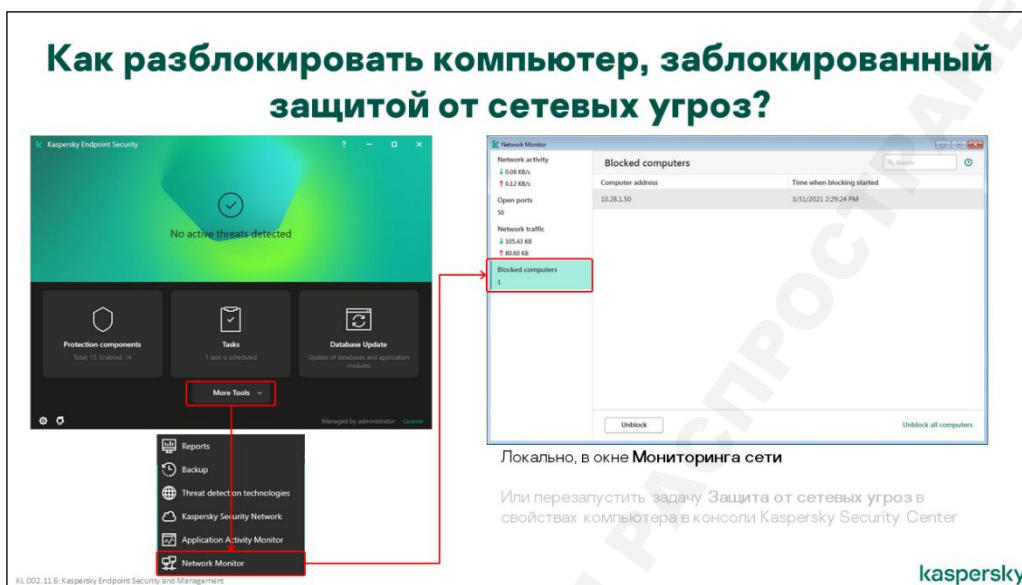 Как разблокировать компьютер, заблокированный
защитой от сетевых угроз?
Kaspersky Endpoint Security
?
No active threats detected
Protection components
Total: 15. Enabled: 14
Tasks
1 task is scheduled
Database Update
Update of databases and application
modules
More Tools
Managed by administrator License
Reports
Backup
Threat detection technologies
Kaspersky Security Network
Application Activity Monitor
Network Monitor
Network Monitor
Network activity
0.08 KB/s
0.12 KB/s
Open ports
50
Network traffic
105.43 KB
80.60 KB
Blocked computers
1
Blocked computers
Search
Computer address Time when blocking started
10.28.1.50 3/31/2021 2:29:24 PM
Unblock Unblock all computers
Локально, в окне Мониторинга сети
Или перезапустить задачу Защита от сетевых угроз в
свойствах компьютера в консоли Kaspersky Security Center
KL 002.11.6: Kaspersky Endpoint Security and Management
kaspersky
РАСПРОСТРАНЕ